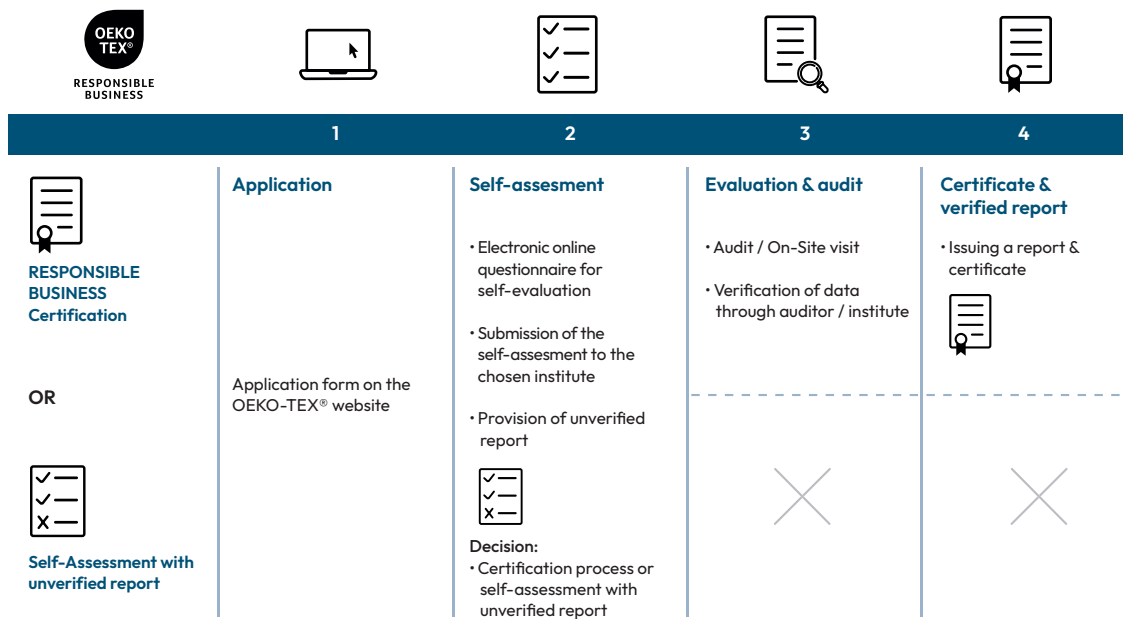 OEKO
TEX®
RESPONSIBLE
BUSINESS
1
2
3
4
RESPONSIBLE
BUSINESS
Certification
OR
Self-Assessment with
unverified report
Application
Application form on the
OEKO-TEX® website
Self-assesment
• Electronic online
questionnaire for
self-evaluation
• Submission of the
self-assesment to the
chosen institute
• Provision of unverified
report
Decision:
• Certification process or
self-assessment with
unverified report
Evaluation & audit
• Audit / On-Site visit
• Verification of data
through auditor / institute
Certificate &
verified report
• Issuing a report &
certificate